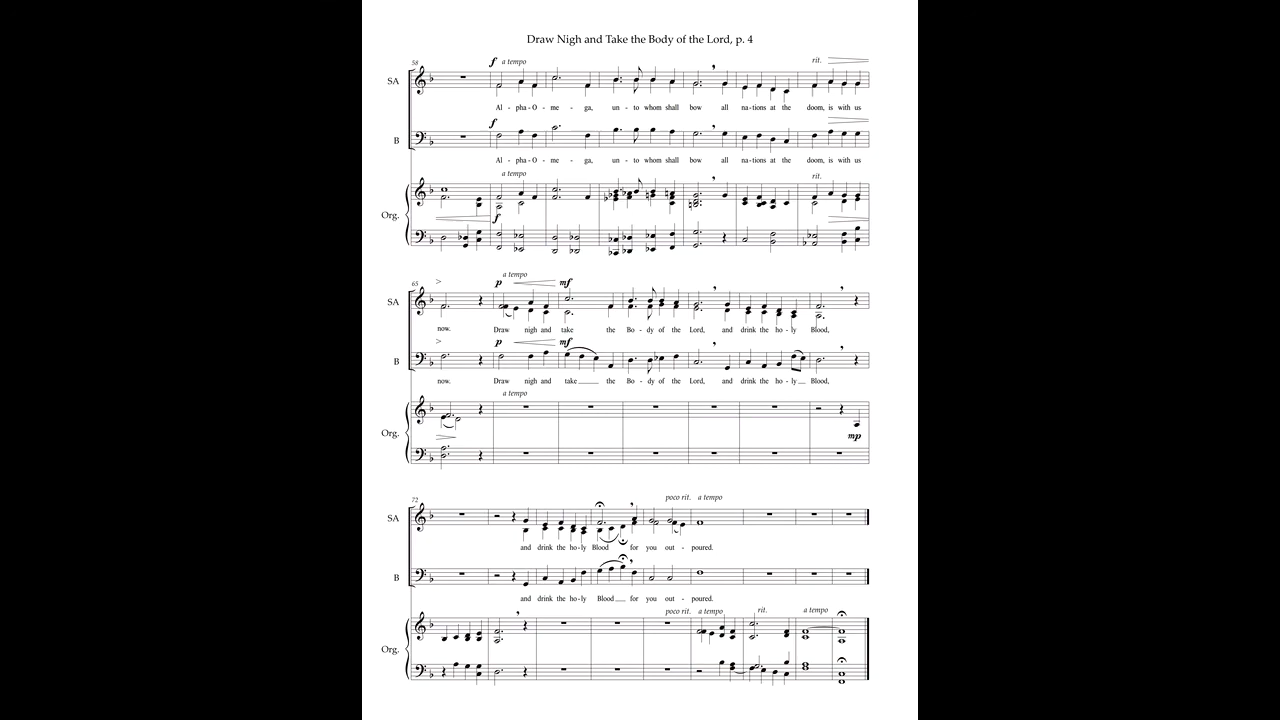 Draw Nigh and Take the Body of the Lord, p. 4
58
f a tempo
rit.
SA
Al - pha - O - me - ga, un - to whom shall bow all na - tions at the doom, is with us
f
B
Al - pha - O - me - ga, un - to whom shall bow all na - tions at the doom, is with us
a tempo
rit.
Org.
f
65
a tempo
p mf
SA
now. Draw nigh and take the Bo - dy of the Lord, and drink the ho - ly Blood,
p mf
B
now. Draw nigh and take the Bo - dy of the Lord, and drink the ho - ly Blood,
a tempo
Org.
mp
72
poco rit. a tempo
SA
and drink the ho - ly Blood for you out - poured.
B
and drink the ho - ly Blood for you out - poured.
poco rit. a tempo rit. a tempo
Org.